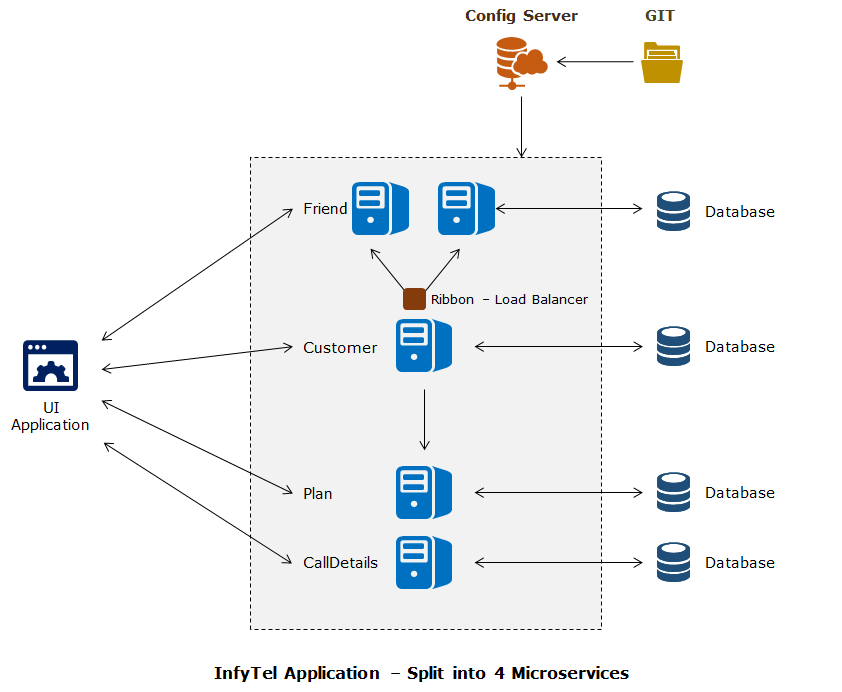 Config Server
GIT
Friend
Database
Ribbon – Load Balancer
Customer
Database
UI
Application
Plan
Database
CallDetails
Database
InfyTel Application – Split into 4 Microservices